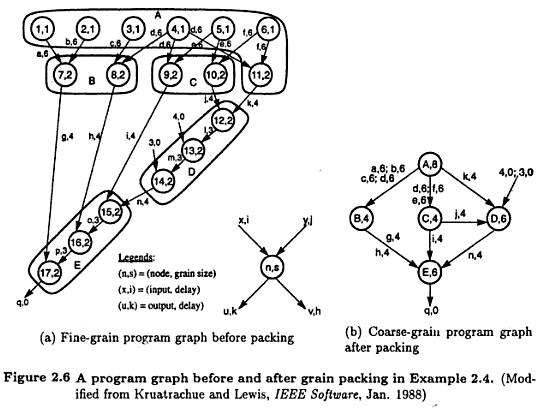 A
1,1 2,1 3,1 4,1 5,1 6,1
a,6 b,6 c,6 d,6 d,6 d,6 e,6 e,6 f,6 f,6
7,2 8,2 9,2 10,2 11,2
B C
j,4 k,4
g,4 h,4 i,4
12,2
4,0 l,3
13,2
3,0 m,3 D
14,2
n,4
15,2
o,3
16,2
p,3 E
17,2
q,0
Legends:
(n,s) = (node, grain size)
(x,i) = (input, delay)
(u,k) = output, delay)
x,i y,j
n,s
u,k v,h
A,8
a,6; b,6
c,6; d,6
d,6; f,6
e,6
k,4
4,0; 3,0
B,4 C,4 j,4 D,6
g,4 i,4
h,4 n,4
E,6
q,0
(a) Fine-grain program graph before packing
(b) Coarse-grain program graph
after packing
Figure 2.6 A program graph before and after grain packing in Example 2.4. (Mod-
ified from Kruatrachue and Lewis, IEEE Software, Jan. 1988)